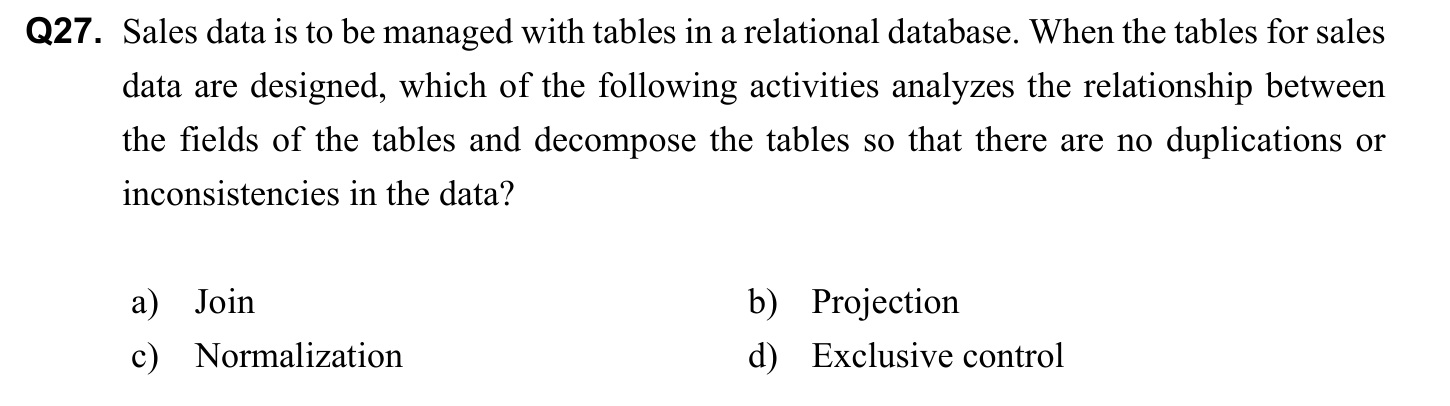 Q27. Sales data is to be managed with tables in a relational database. When the tables for sales
data are designed, which of the following activities analyzes the relationship between
the fields of the tables and decompose the tables so that there are no duplications or
inconsistencies in the data?
a) Join b) Projection
c) Normalization d) Exclusive control